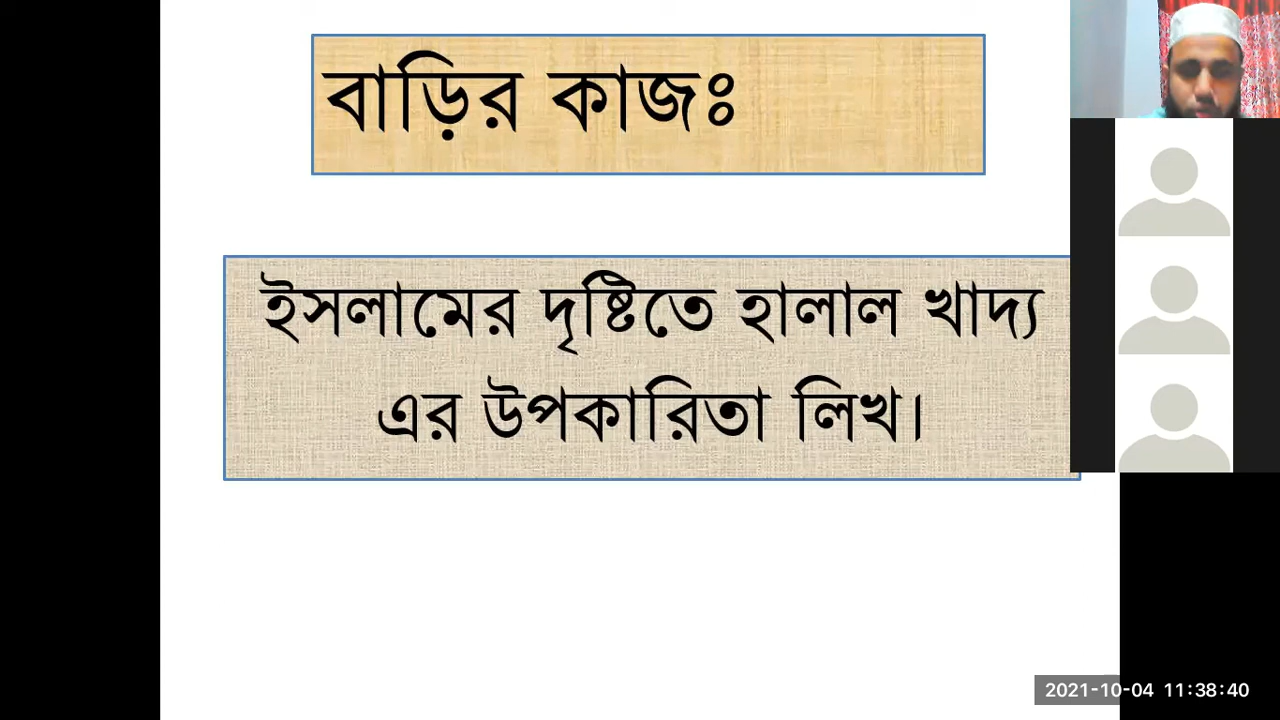 বাড়ির কাজঃ
ইসলামের দৃষ্টিতে হালাল খাদ্য
এর উপকারিতা লিখ।
2021-10-04 11:38:40